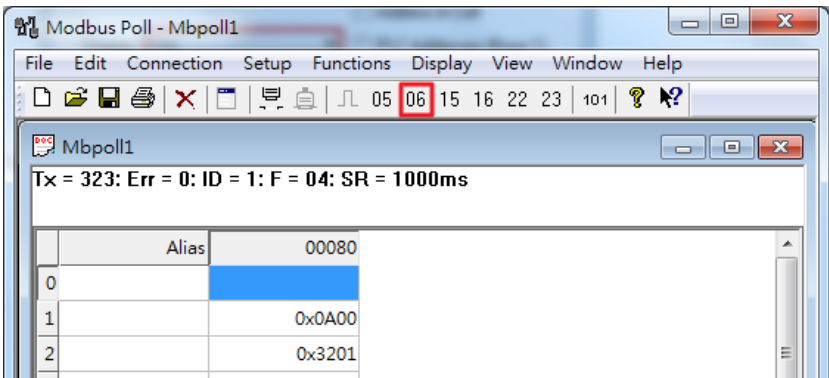 Modbus Poll - Mbpoll1
File Edit Connection Setup Functions Display View Window Help
05 06 15 16 22 23 101
Mbpoll1
Tx = 323: Err = 0: ID = 1: F = 04: SR = 1000ms
Alias 00080
0
1 0x0A00
2 0x3201